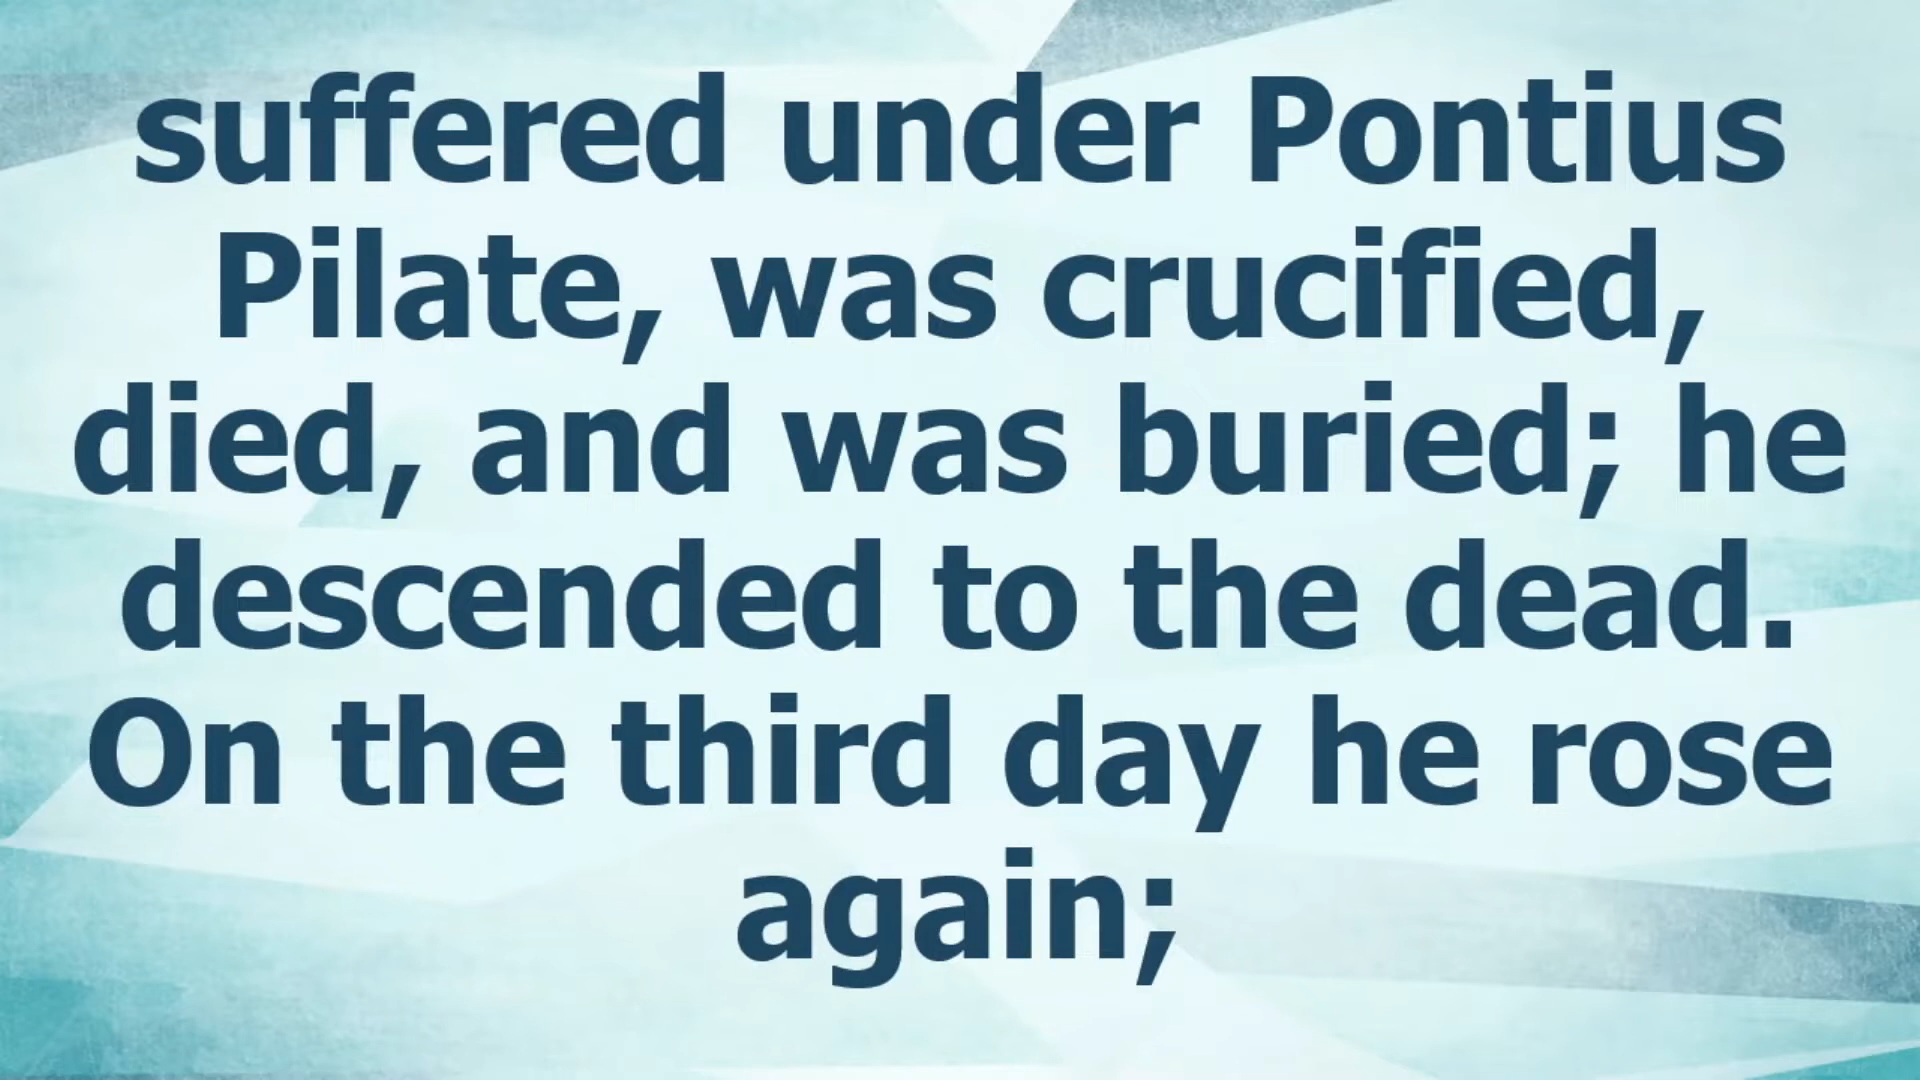 suffered under Pontius
Pilate, was crucified,
died, and was buried; he
descended to the dead.
On the third day he rose
again;